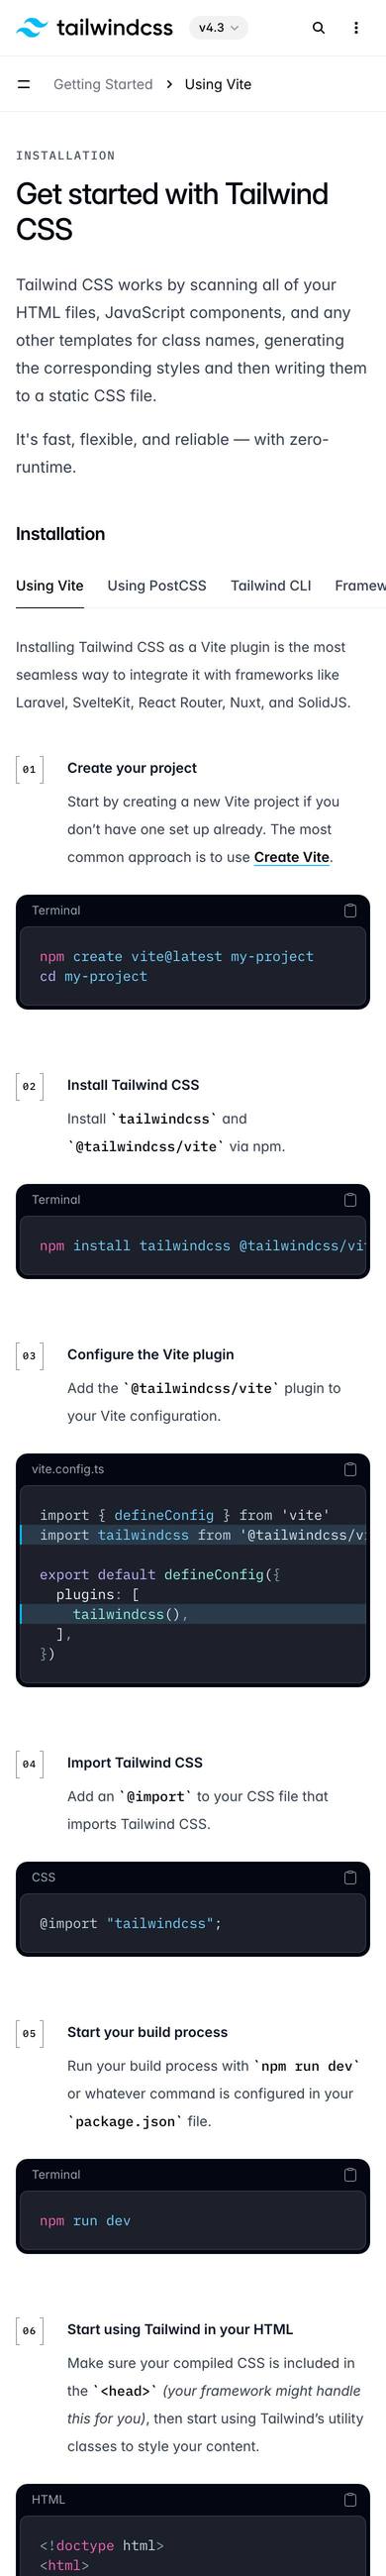 tailwindcss v4.3
Getting Started Using Vite
INSTALLATION
Get started with Tailwind
CSS
Tailwind CSS works by scanning all of your
HTML files, JavaScript components, and any
other templates for class names, generating
the corresponding styles and then writing them
to a static CSS file.
It's fast, flexible, and reliable — with zero-
runtime.
Installation
Using Vite Using PostCSS Tailwind CLI Framew
Installing Tailwind CSS as a Vite plugin is the most
seamless way to integrate it with frameworks like
Laravel, SvelteKit, React Router, Nuxt, and SolidJS.
01 Create your project
Start by creating a new Vite project if you
don’t have one set up already. The most
common approach is to use Create Vite.
Terminal
npm create vite@latest my-project
cd my-project
02 Install Tailwind CSS
Install `tailwindcss` and
`@tailwindcss/vite` via npm.
Terminal
npm install tailwindcss @tailwindcss/vit
03 Configure the Vite plugin
Add the `@tailwindcss/vite` plugin to
your Vite configuration.
vite.config.ts
import { defineConfig } from 'vite'
import tailwindcss from '@tailwindcss/v
export default defineConfig({
plugins: [
tailwindcss(),
],
})
04 Import Tailwind CSS
Add an `@import` to your CSS file that
imports Tailwind CSS.
CSS
@import "tailwindcss";
05 Start your build process
Run your build process with `npm run dev`
or whatever command is configured in your
`package.json` file.
Terminal
npm run dev
06 Start using Tailwind in your HTML
Make sure your compiled CSS is included in
the `<head>` (your framework might handle
this for you), then start using Tailwind’s utility
classes to style your content.
HTML
<!doctype html>
<html>